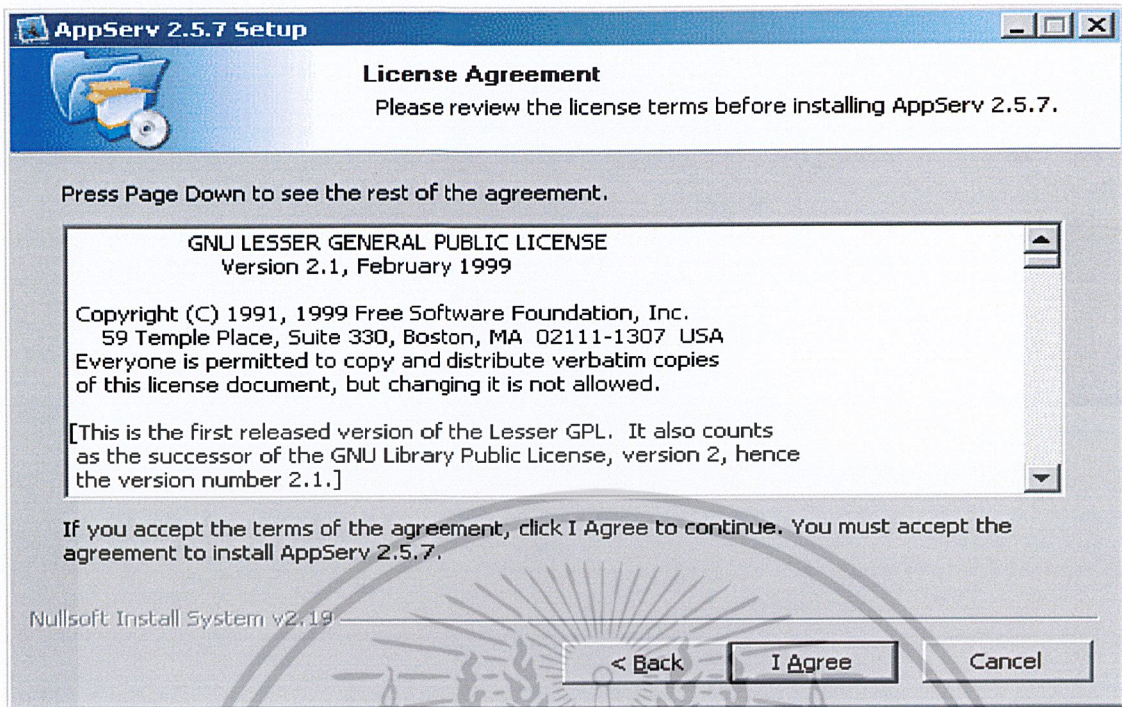 AppServ 2.5.7 Setup
License Agreement
Please review the license terms before installing AppServ 2.5.7.
Press Page Down to see the rest of the agreement.
GNU LESSER GENERAL PUBLIC LICENSE
Version 2.1, February 1999
Copyright (C) 1991, 1999 Free Software Foundation, Inc.
59 Temple Place, Suite 330, Boston, MA 02111-1307 USA
Everyone is permitted to copy and distribute verbatim copies
of this license document, but changing it is not allowed.
[This is the first released version of the Lesser GPL. It also counts
as the successor of the GNU Library Public License, version 2, hence
the version number 2.1.]
If you accept the terms of the agreement, click I Agree to continue. You must accept the
agreement to install AppServ 2.5.7.
Nullsoft Install System v2.19
< Back
I Agree
Cancel